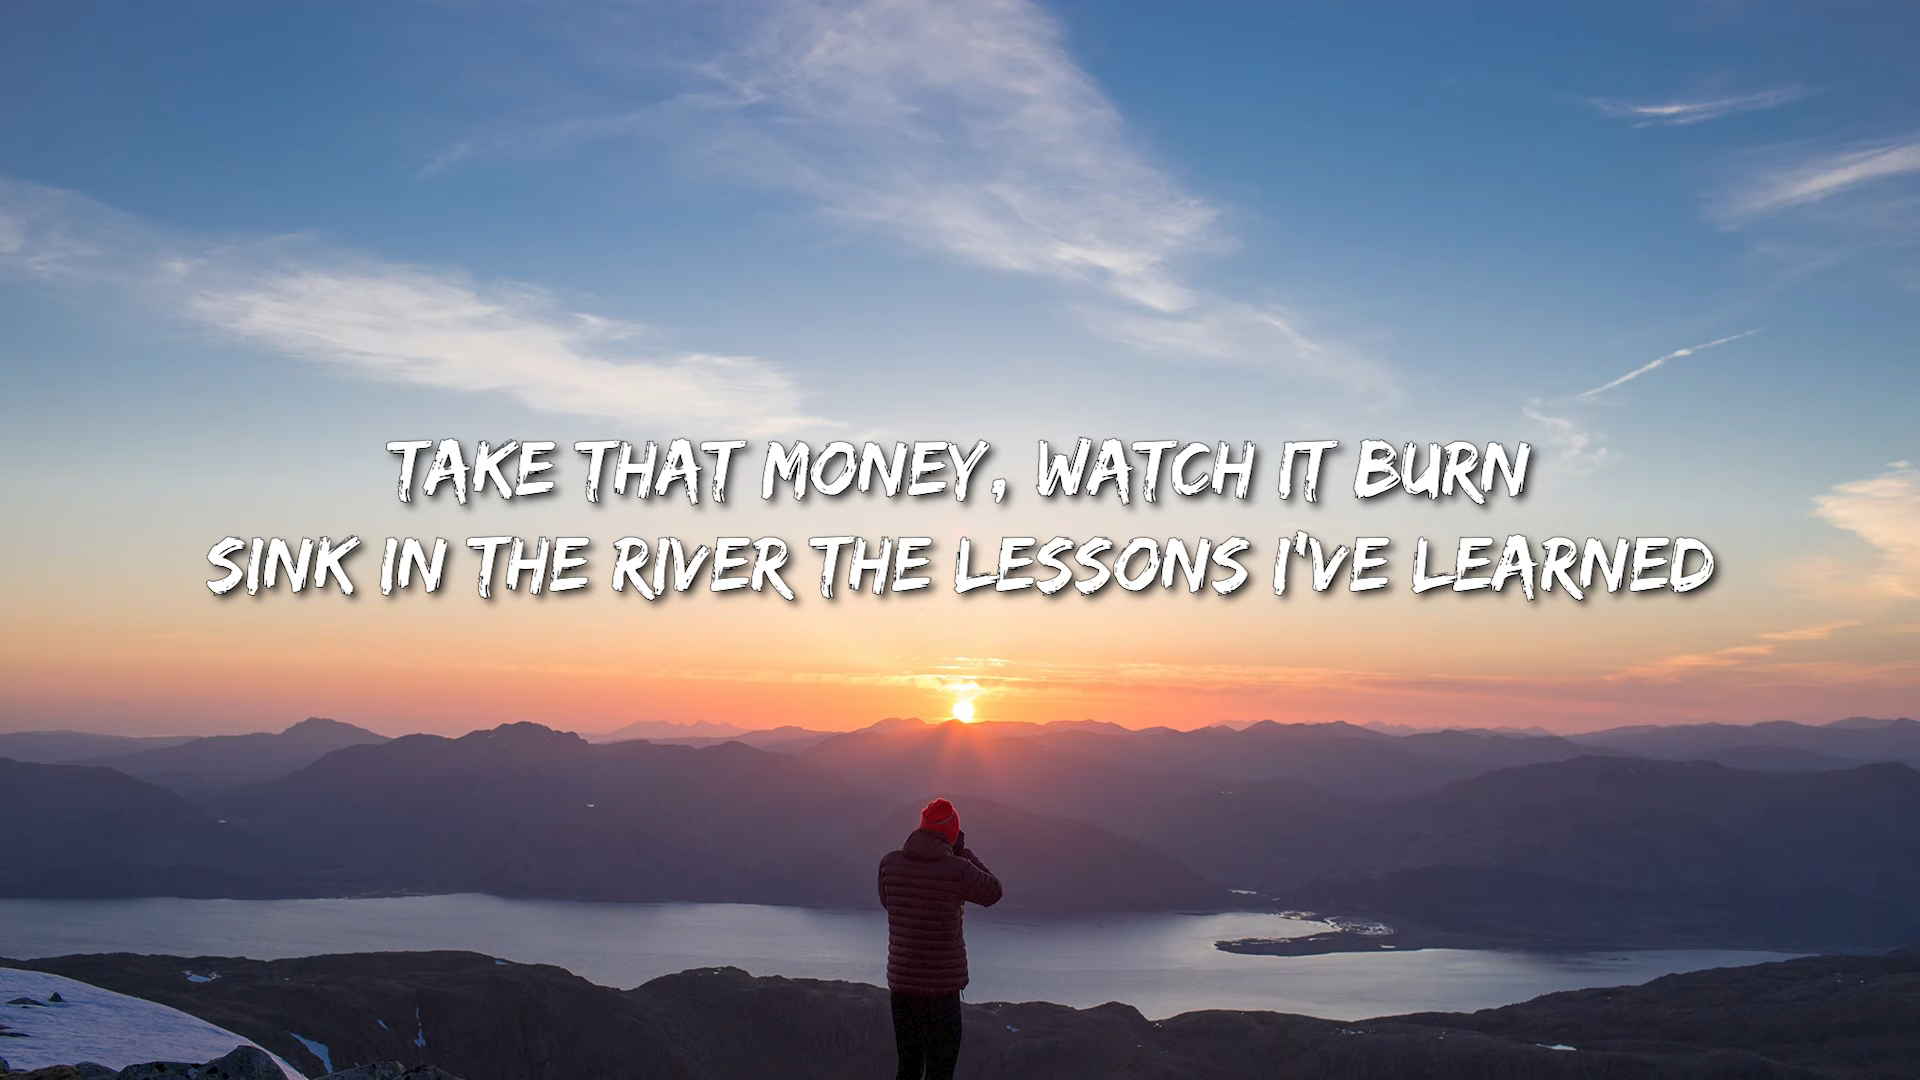 TAKE THAT MONEY, WATCH IT BURN
SINK IN THE RIVER THE LESSONS I'VE LEARNED